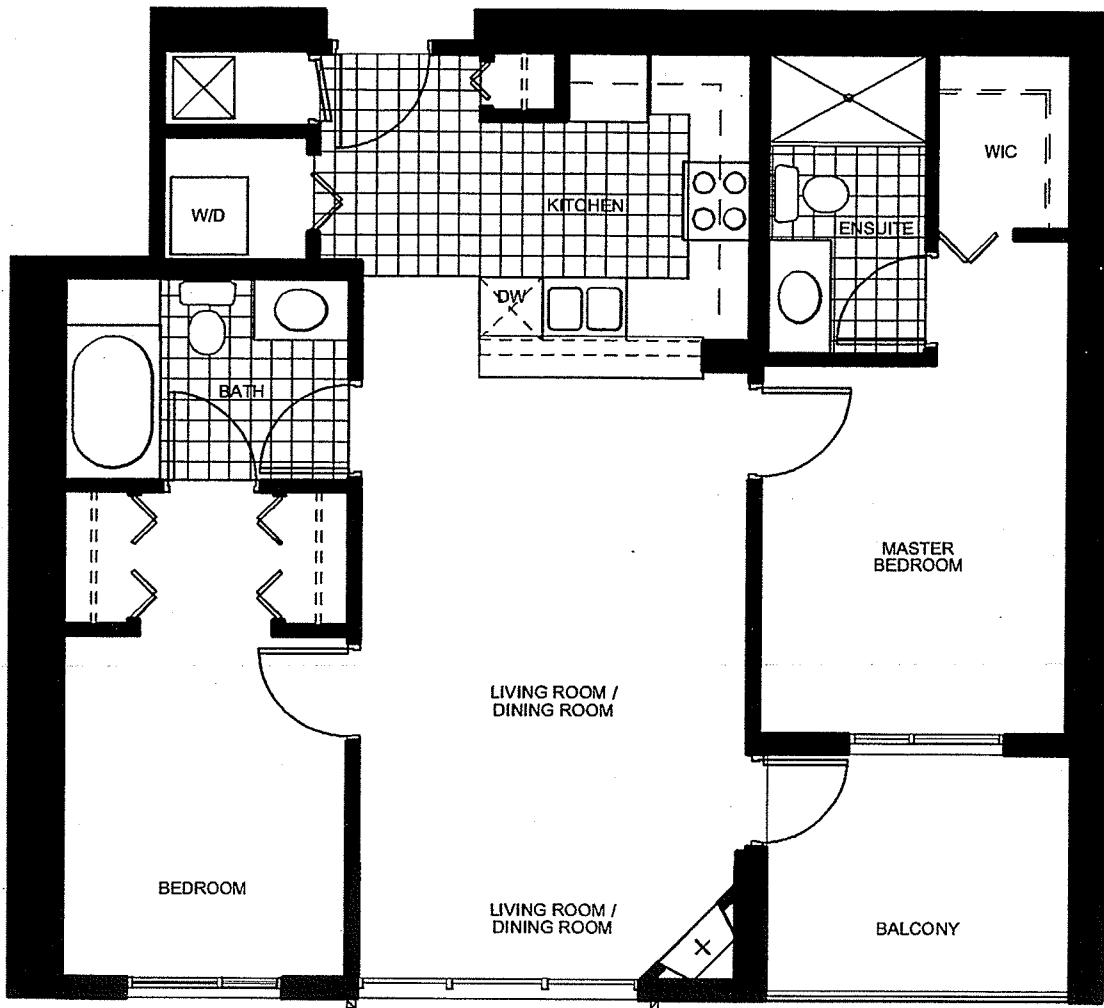 WIC
W/D
KITCHEN
ENSUITE
DW
BATH
MASTER
BEDROOM
LIVING ROOM /
DINING ROOM
BEDROOM
LIVING ROOM /
DINING ROOM
BALCONY